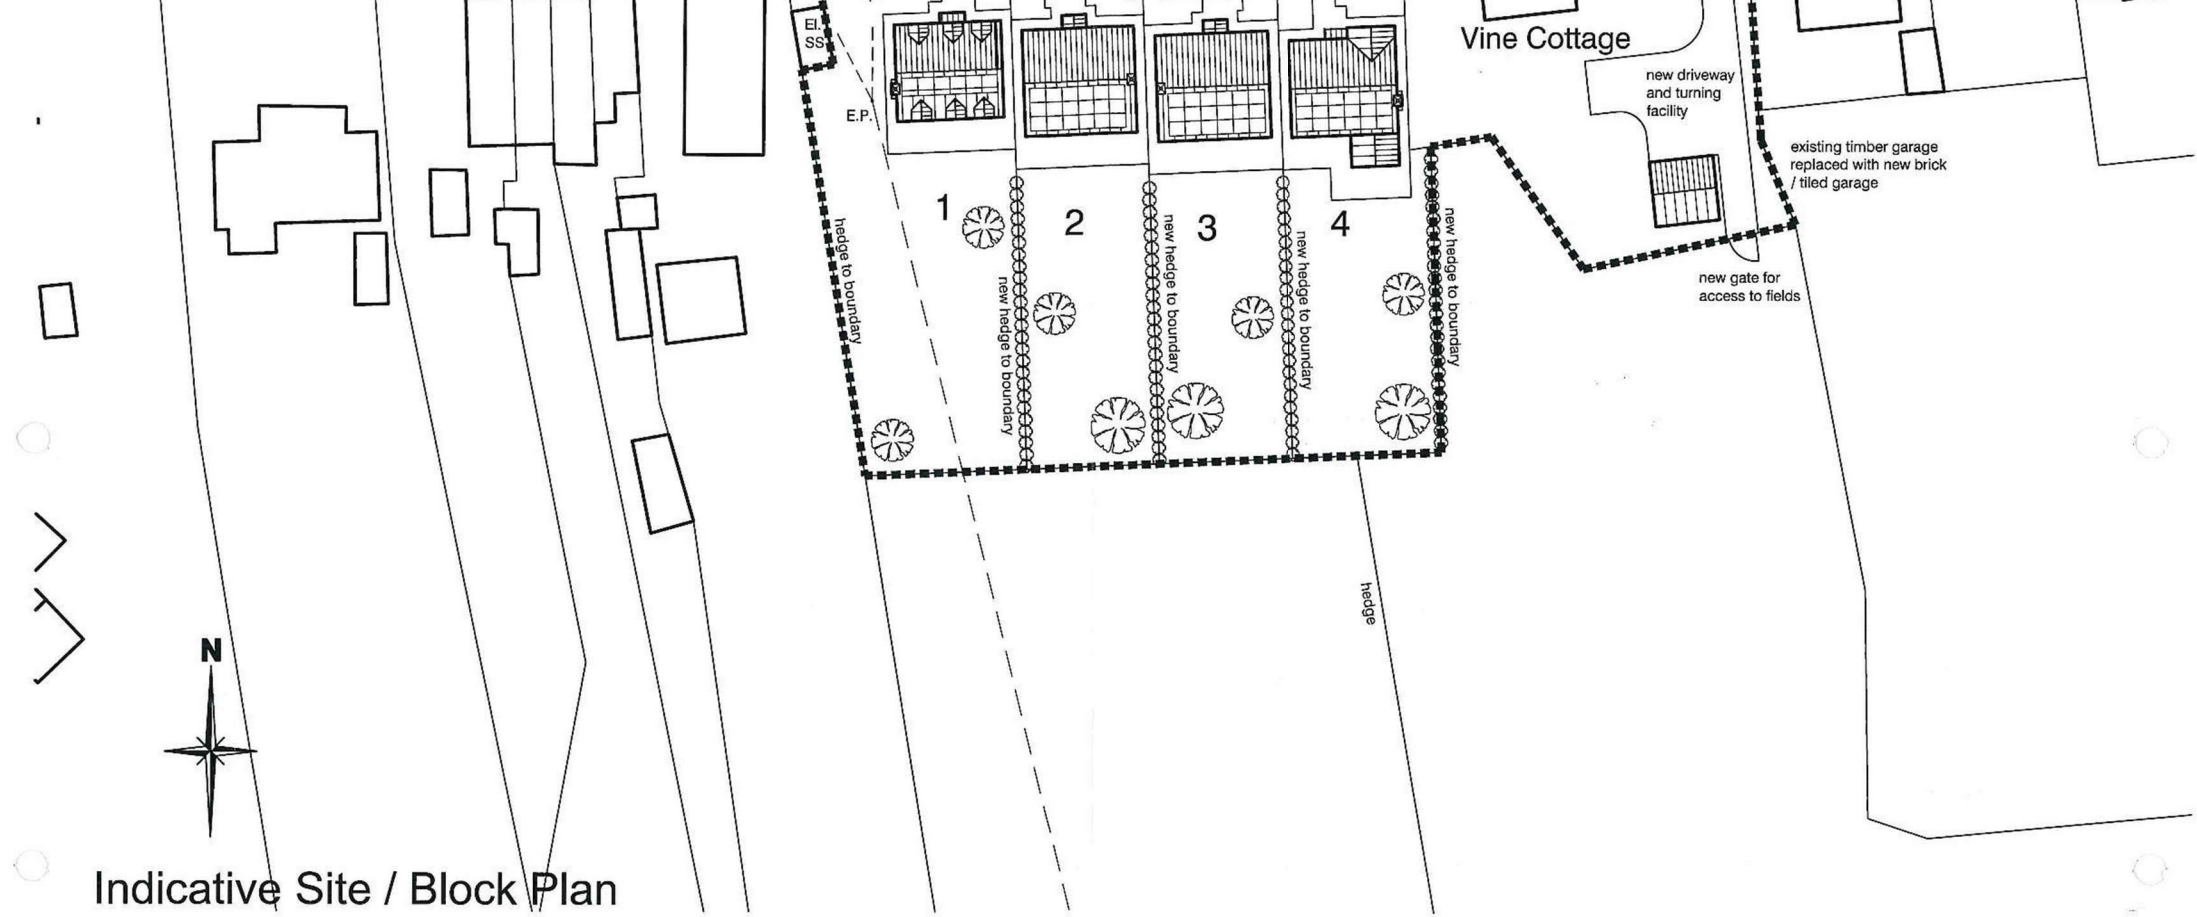 El.
SS
Vine Cottage
new driveway
and turning
facility
E.P.
existing timber garage
replaced with new brick
/ tiled garage
1
2
3
4
hedge to boundary
new hedge to boundary
new hedge to boundary
new hedge to boundary
new hedge to boundary
new gate for
access to fields
hedge
N
Indicative Site / Block Plan